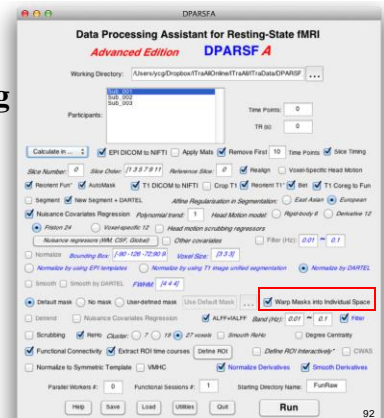 DPARSFA
Data Processing Assistant for Resting-State fMRI
Advanced Edition DPARSF A
g
Working Directory: /Users/ycg/Dropbox/ITraAllOnline/ITraAll/ITraData/DPARSF ...
Sub_001
Sub_002
Sub_003
Participants:
Time Points: 0
TR (s): 0
Calculate in ... EPI DICOM to NIFTI Apply Mats Remove First 10 Time Points Slice Timing
Slice Number: 0 Slice Order: [1 3 5 7 9 11 Reference Slice: 0 Realign Voxel-Specific Head Motion
Reorient Fun* AutoMask T1 DICOM to NIFTI Crop T1 Reorient T1* Bet T1 Coreg to Fun
Segment New Segment + DARTEL Affine Regularisation in Segmentation: East Asian European
Nuisance Covariates Regression Polynomial trend: 1 Head Motion model: Rigid-body 6 Derivative 12
Friston 24 Voxel-specific 12 Head motion scrubbing regressors
Nuisance regressors (WM, CSF, Global) Other covariates Filter (Hz): 0.01 ~ 0.1
Normalize Bounding Box: [-90 -126 -72;90 9 Voxel Size: [3 3 3]
Normalize by using EPI templates Normalize by using T1 image unified segmentation Normalize by DARTEL
Smooth Smooth by DARTEL FWHM: [4 4 4]
Default mask No mask User-defined mask Use Default Mask ... Warp Masks into Individual Space
Detrend Nuisance Covariates Regression ALFF+fALFF Band (Hz): 0.01 ~ 0.1 Filter
Scrubbing ReHo Cluster: 7 19 27 voxels Smooth ReHo Degree Centrality
Functional Connectivity Extract ROI time courses Define ROI Define ROI Interactively* CWAS
Normalize to Symmetric Template VMHC Normalize Derivatives Smooth Derivatives
Parallel Workers #: 0 Functional Sessions #: 1 Starting Directory Name: FunRaw
Help Save Load Utilities Quit Run
92